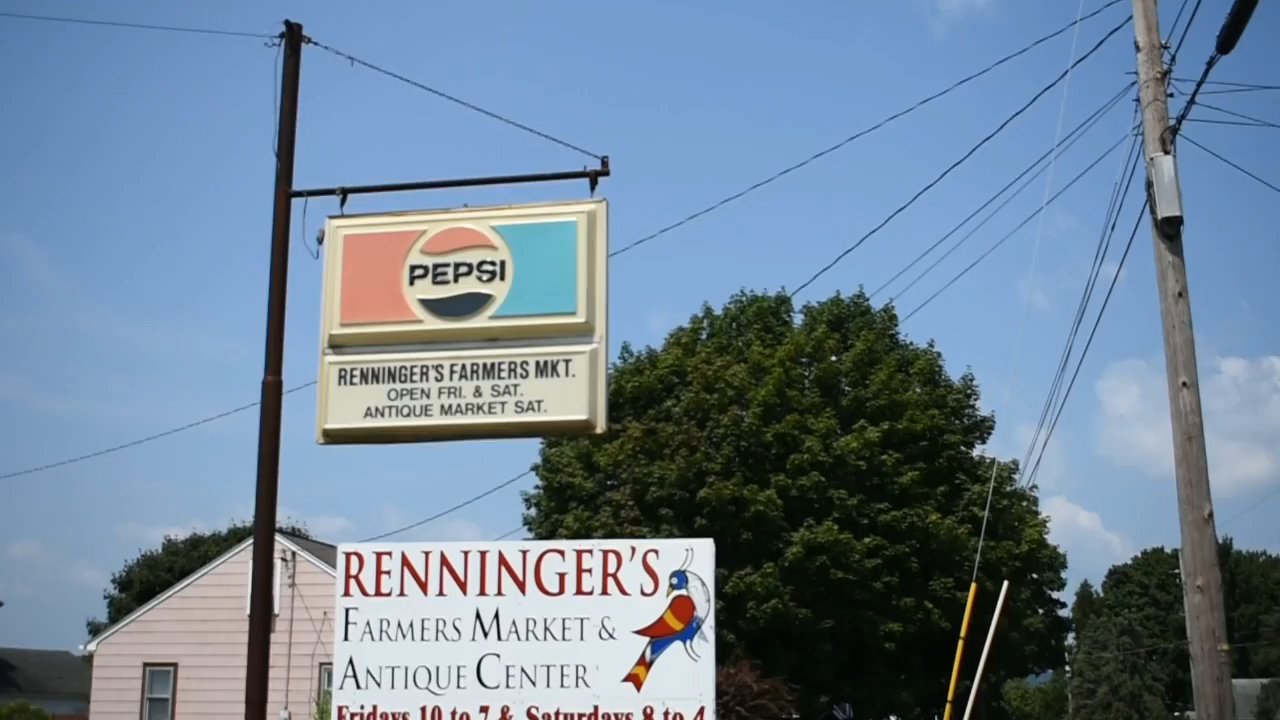 PEPSI
RENNINGER'S FARMERS MKT.
OPEN FRI. & SAT.
ANTIQUE MARKET SAT.
RENNINGER'S
FARMERS MARKET &
ANTIQUE CENTER
Fridays 10 to 7 & Saturdays 8 to 4